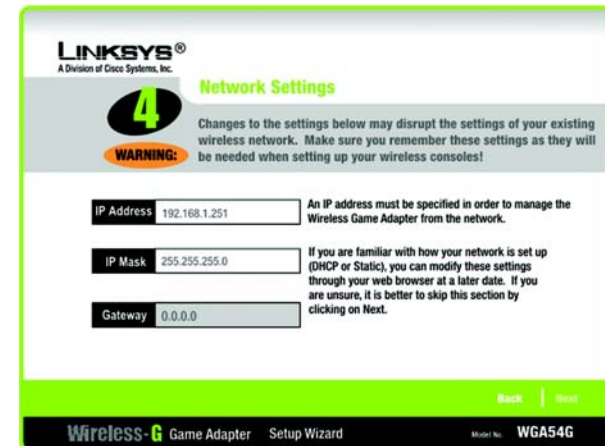 LINKSYS®
A Division of Cisco Systems, Inc.
4
Network Settings
WARNING:
Changes to the settings below may disrupt the settings of your existing
wireless network. Make sure you remember these settings as they will
be needed when setting up your wireless consoles!
IP Address 192.168.1.251
An IP address must be specified in order to manage the
Wireless Game Adapter from the network.
IP Mask 255.255.255.0
If you are familiar with how your network is set up
(DHCP or Static), you can modify these settings
through your web browser at a later date. If you
are unsure, it is better to skip this section by
clicking on Next.
Gateway 0.0.0.0
Back | Next
Wireless-G Game Adapter Setup Wizard Model No. WGA54G